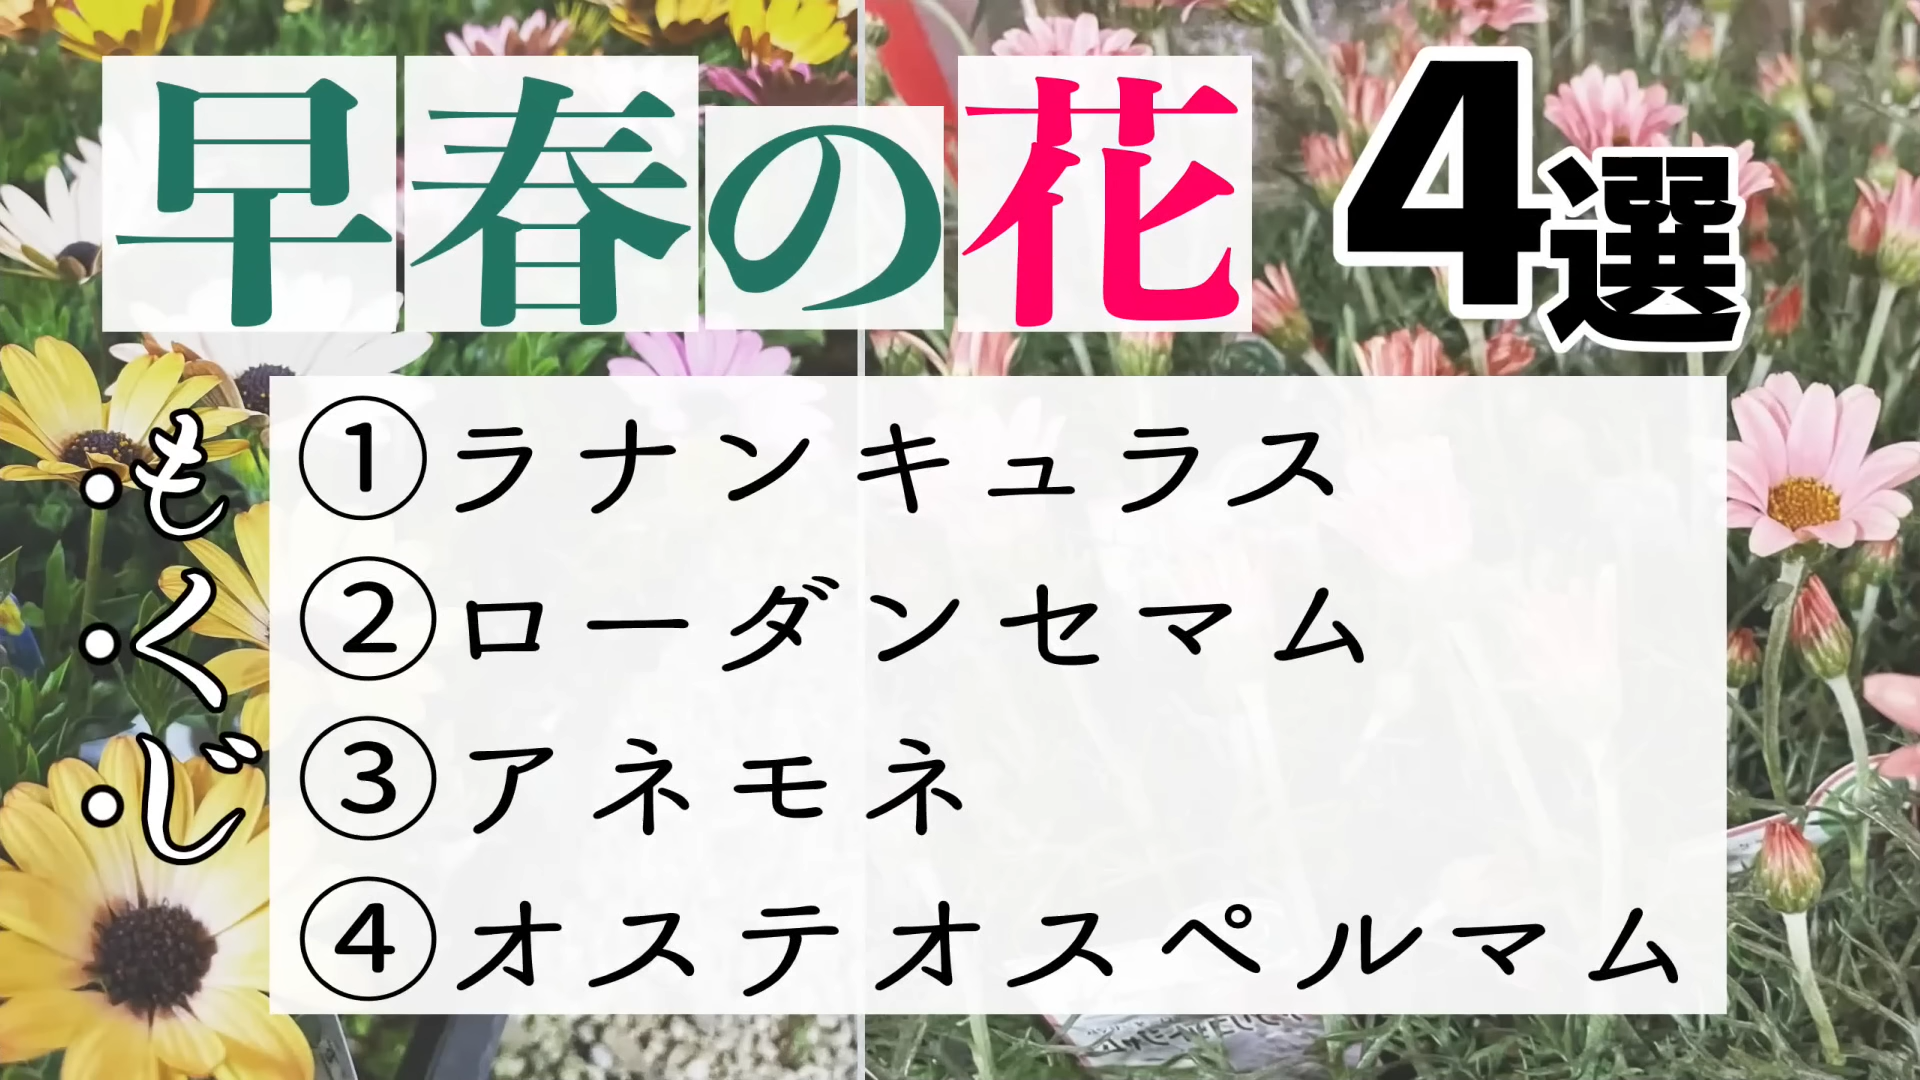 早春の花 4選
もくじ
①ラナンキュラス
②ローダンセマム
③アネモネ
④オステオスペルマム